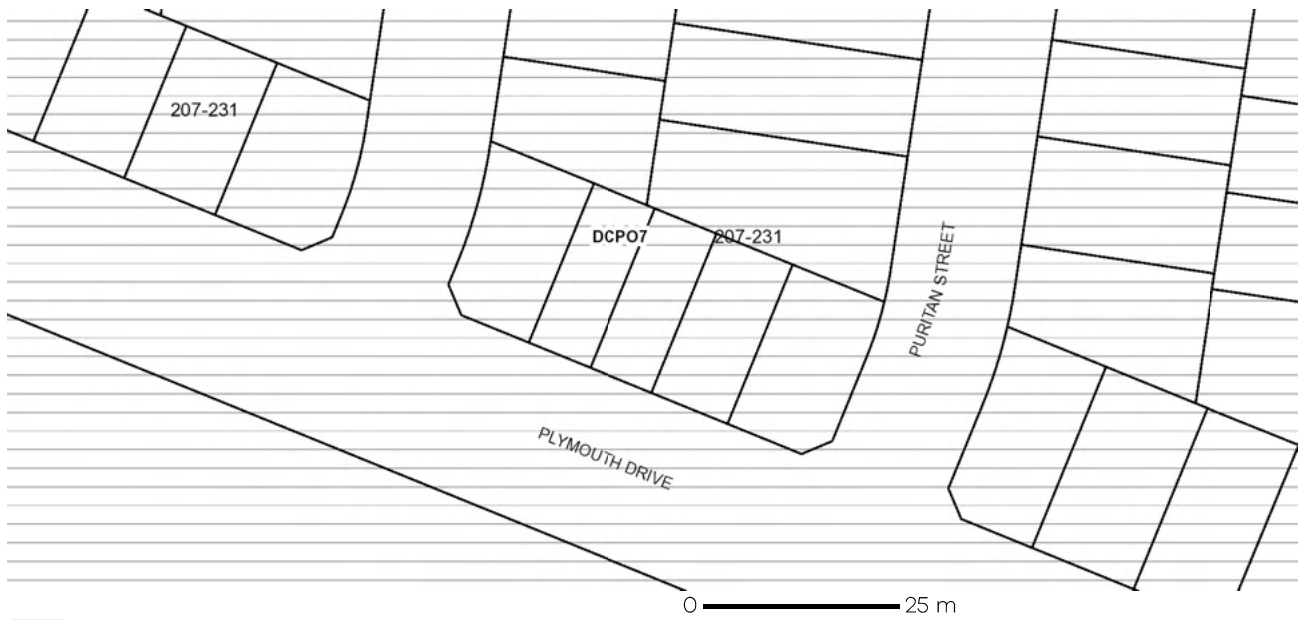 207-231
DCPO7
207-231
PURITAN STREET
PLYMOUTH DRIVE
0 25 m